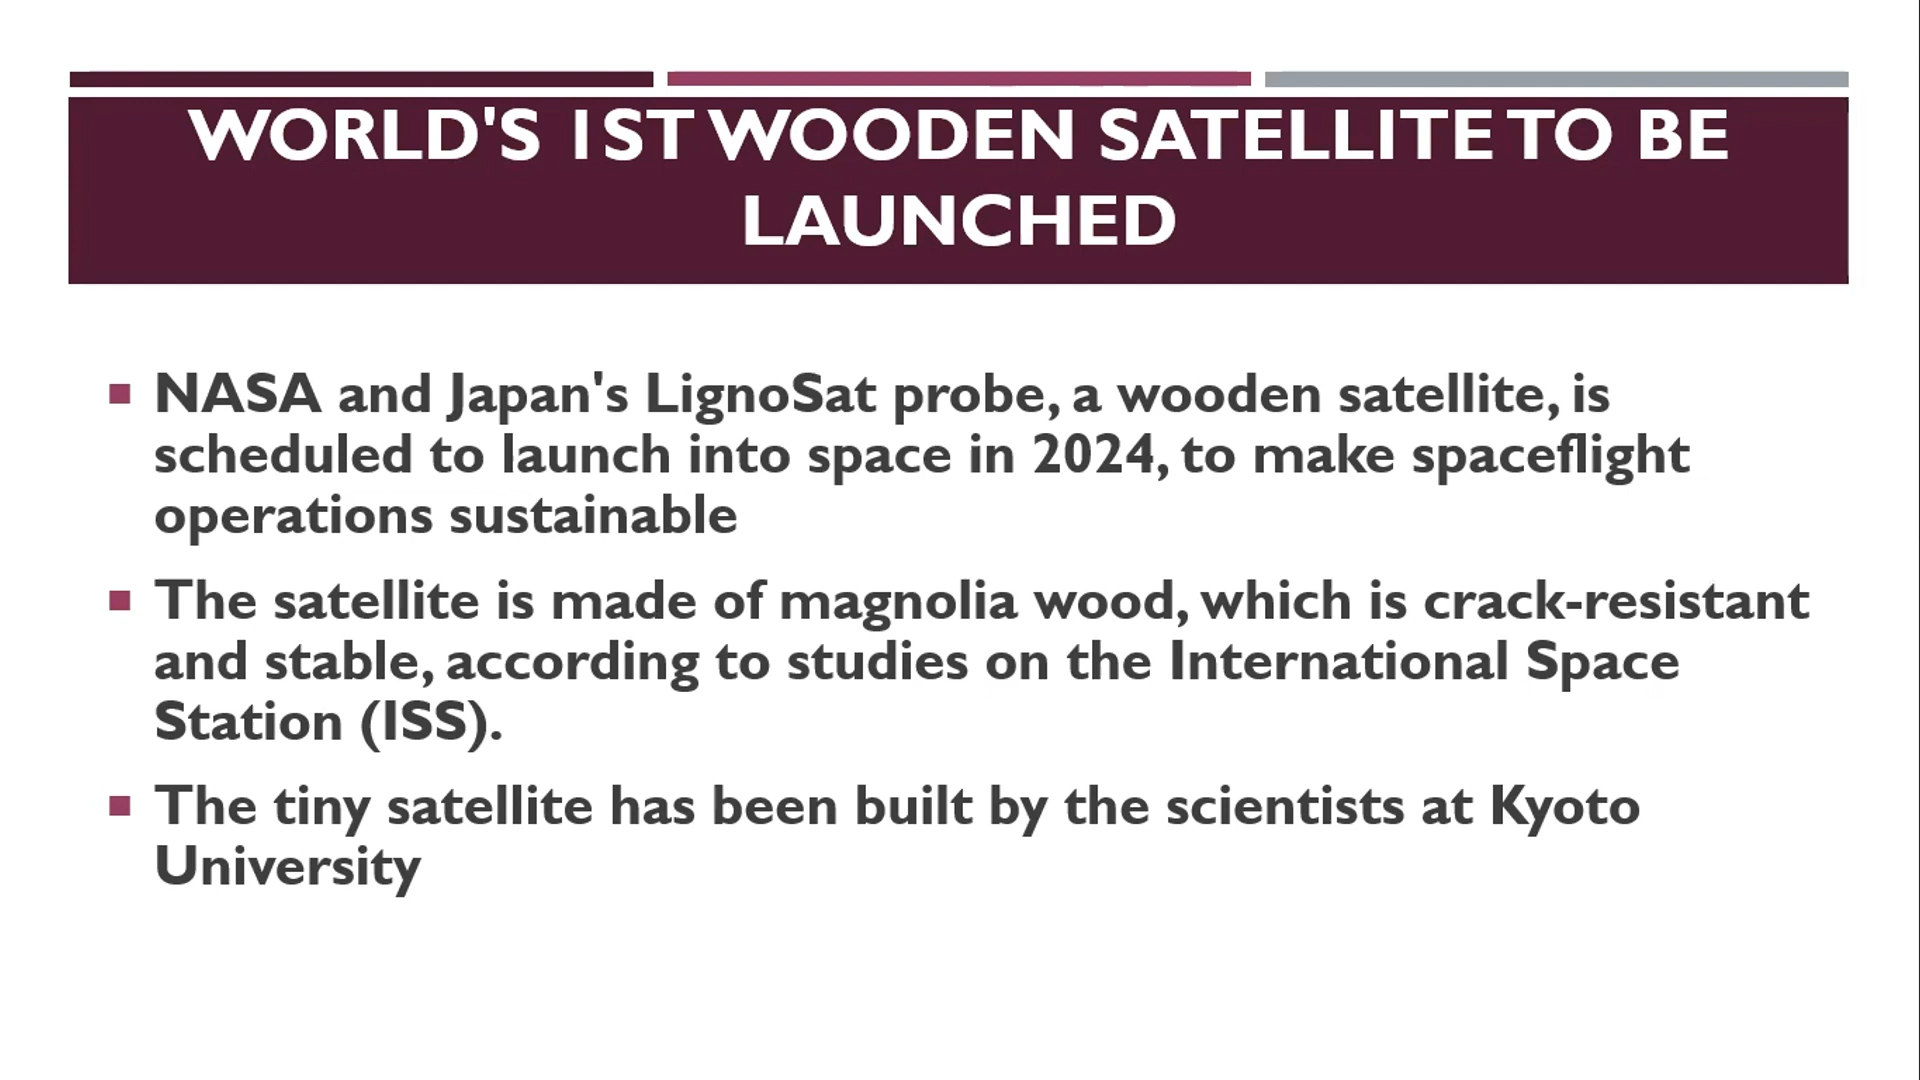 WORLD'S 1ST WOODEN SATELLITE TO BE
LAUNCHED
NASA and Japan's LignoSat probe, a wooden satellite, is
scheduled to launch into space in 2024, to make spaceflight
operations sustainable
The satellite is made of magnolia wood, which is crack-resistant
and stable, according to studies on the International Space
Station (ISS).
The tiny satellite has been built by the scientists at Kyoto
University